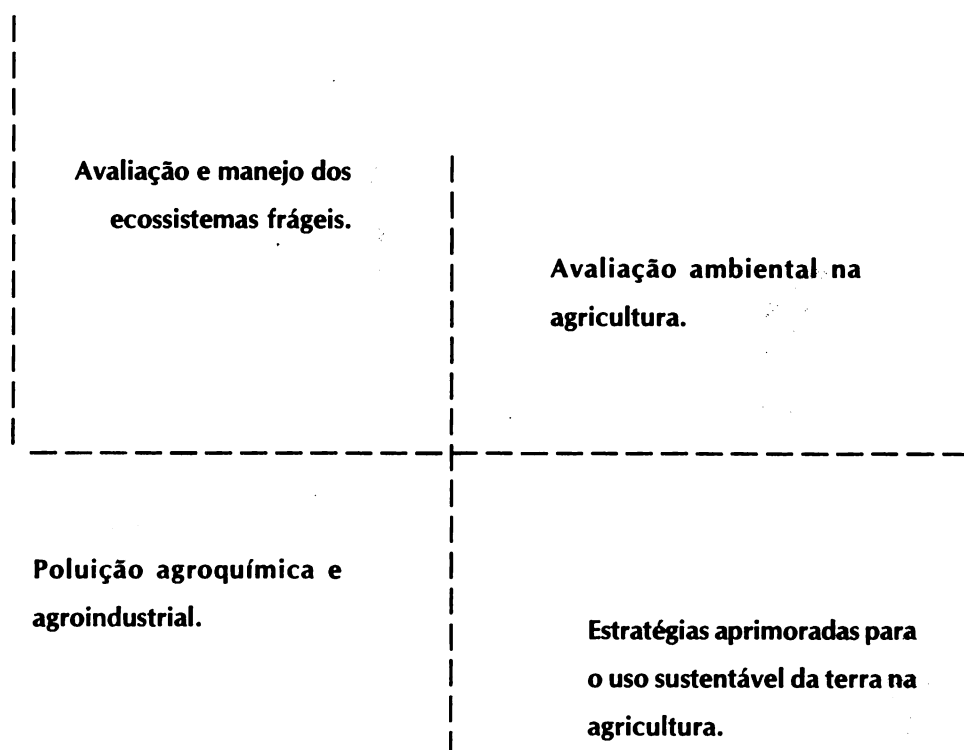 Avaliação e manejo dos
ecossistemas frágeis.
Avaliação ambiental na
agricultura.
Poluição agroquímica e
agroindustrial.
Estratégias aprimoradas para
o uso sustentável da terra na
agricultura.